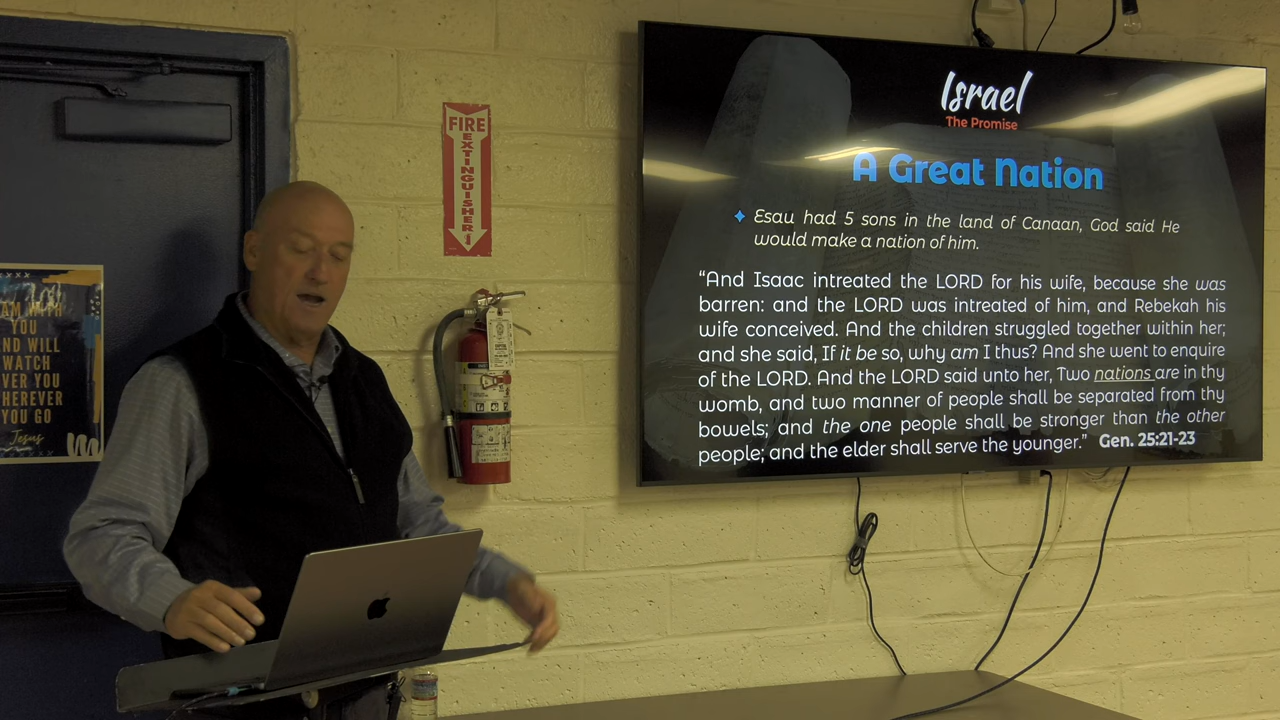 FIRE
EXTINGUISHER
AM WITH
YOU
ND WILL
WATCH
VER YOU
HEREVER
YOU GO
Jesus
Israel
The Promise
A Great Nation
Esau had 5 sons in the land of Canaan, God said He
would make a nation of him.
“And Isaac intreated the LORD for his wife, because she was
barren: and the LORD was intreated of him, and Rebekah his
wife conceived. And the children struggled together within her;
and she said, If it be so, why am I thus? And she went to enquire
of the LORD. And the LORD said unto her, Two nations are in thy
womb, and two manner of people shall be separated from thy
bowels; and the one people shall be stronger than the other
people; and the elder shall serve the younger.” Gen. 25:21-23